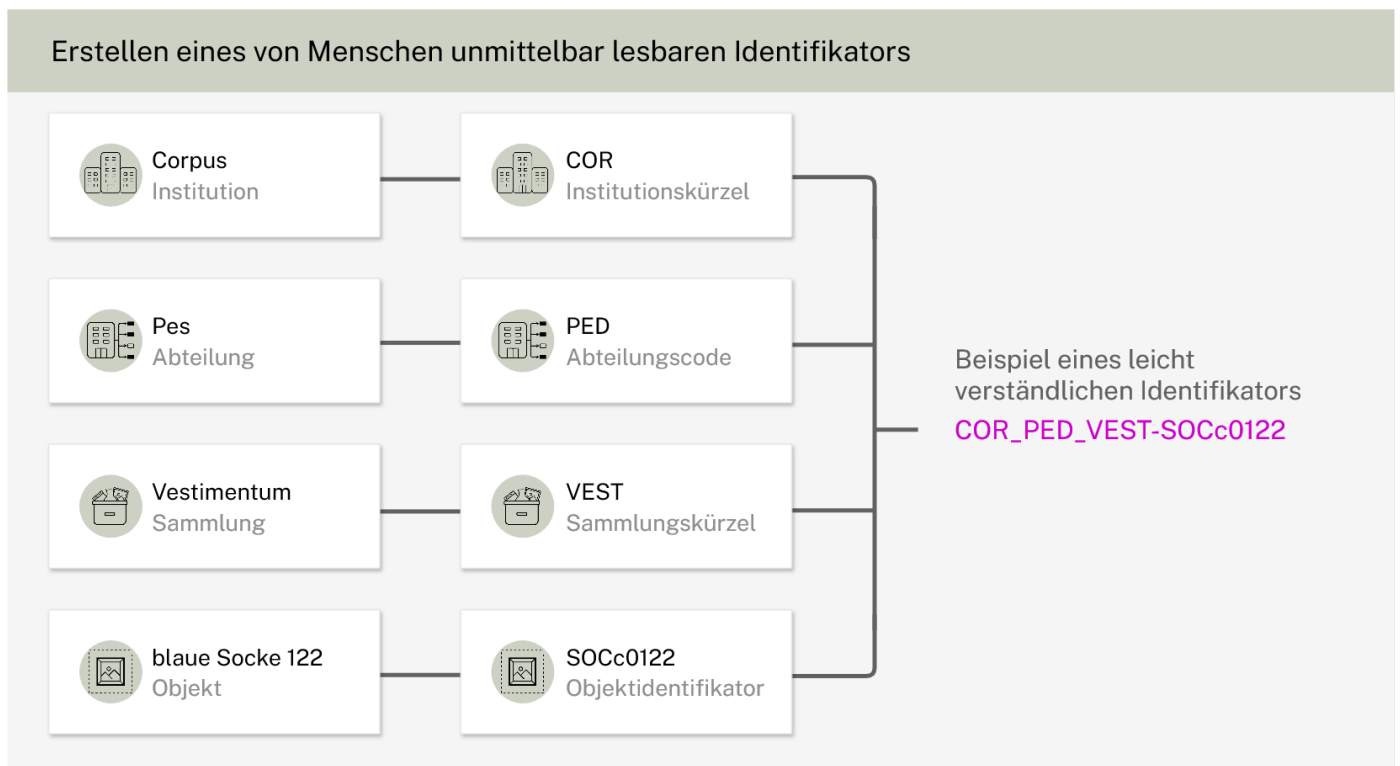 Erstellen eines von Menschen unmittelbar lesbaren Identifikators
Corpus
Institution
COR
Institutionskürzel
Pes
Abteilung
PED
Abteilungscode
Vestimentum
Sammlung
VEST
Sammlungskürzel
blaue Socke 122
Objekt
SOCc0122
Objektidentifikator
Beispiel eines leicht
verständlichen Identifikators
COR_PED_VEST-SOCc0122